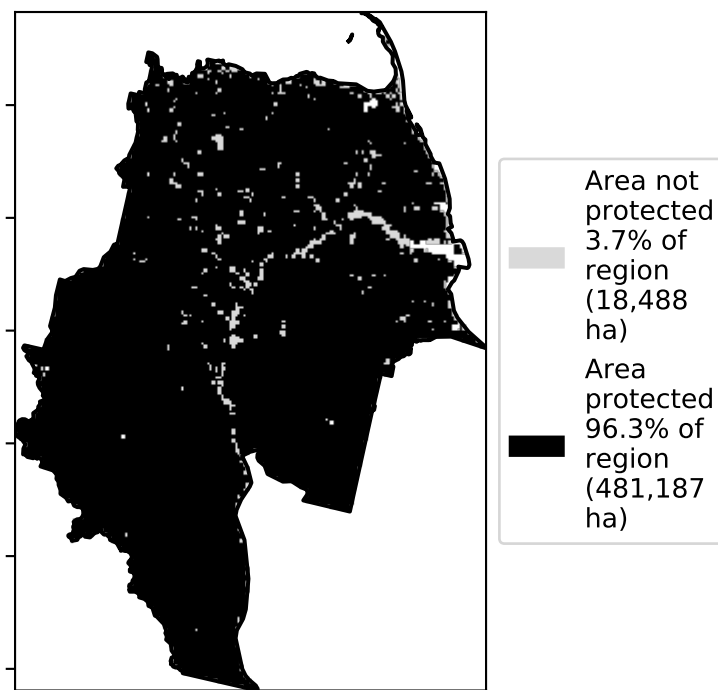 Area not
protected
3.7% of
region
(18,488
ha)
Area
protected
96.3% of
region
(481,187
ha)